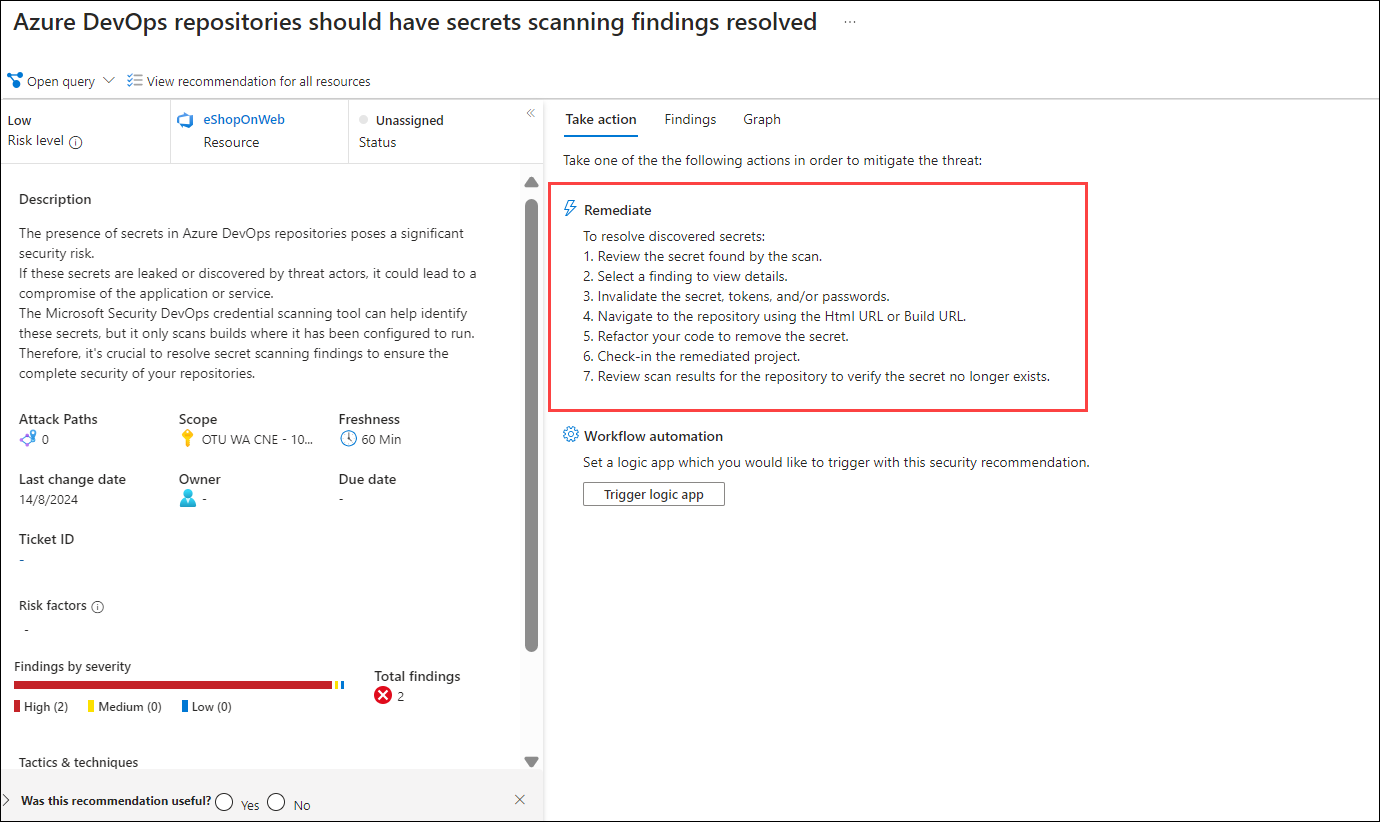 Azure DevOps repositories should have secrets scanning findings resolved ...
Open query View recommendation for all resources
Low
Risk level
eShopOnWeb
Resource
Unassigned
Status
Description
The presence of secrets in Azure DevOps repositories poses a significant
security risk.
If these secrets are leaked or discovered by threat actors, it could lead to a
compromise of the application or service.
The Microsoft Security DevOps credential scanning tool can help identify
these secrets, but it only scans builds where it has been configured to run.
Therefore, it's crucial to resolve secret scanning findings to ensure the
complete security of your repositories.
Attack Paths Scope Freshness
0 OTU WA CNE - 10... 60 Min
Last change date Owner Due date
14/8/2024 - -
Ticket ID
-
Risk factors
-
Findings by severity
High (2) Medium (0) Low (0)
Total findings
2
Tactics & techniques
Was this recommendation useful? Yes No
Take action Findings Graph
Take one of the the following actions in order to mitigate the threat:
Remediate
To resolve discovered secrets:
1. Review the secret found by the scan.
2. Select a finding to view details.
3. Invalidate the secret, tokens, and/or passwords.
4. Navigate to the repository using the Html URL or Build URL.
5. Refactor your code to remove the secret.
6. Check-in the remediated project.
7. Review scan results for the repository to verify the secret no longer exists.
Workflow automation
Set a logic app which you would like to trigger with this security recommendation.
Trigger logic app